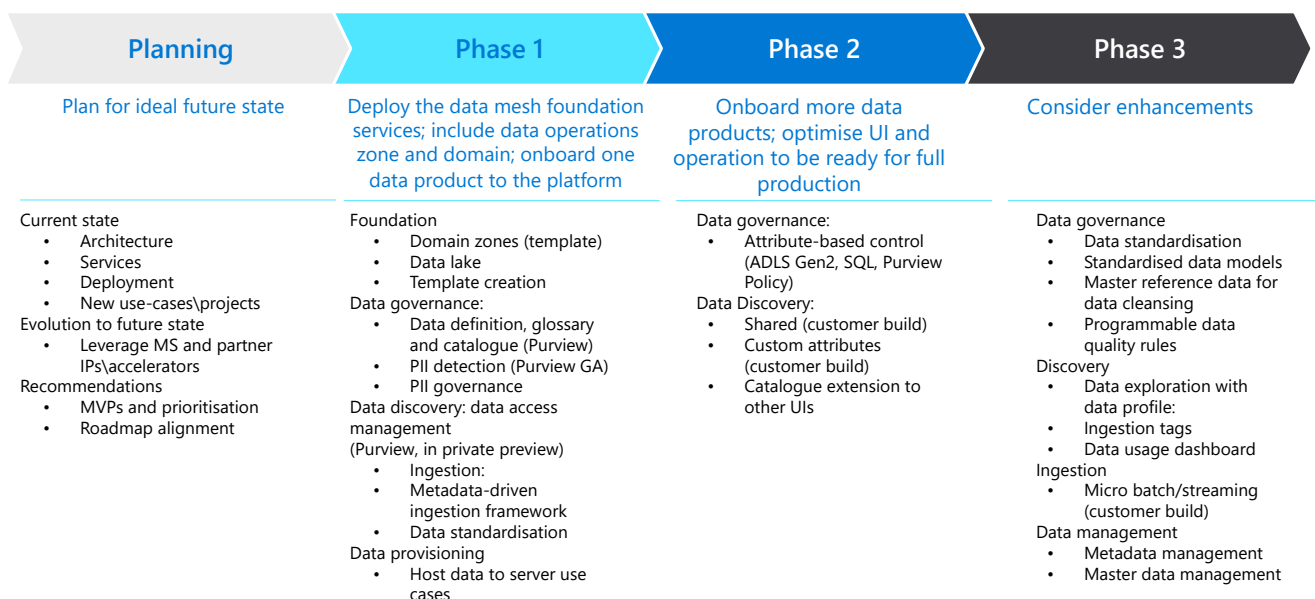 Planning
Plan for ideal future state
Current state
• Architecture
• Services
• Deployment
• New use-cases\projects
Evolution to future state
• Leverage MS and partner
IPs\accelerators
Recommendations
• MVPs and prioritisation
• Roadmap alignment
Phase 1
Deploy the data mesh foundation
services; include data operations
zone and domain; onboard one
data product to the platform
Foundation
• Domain zones (template)
• Data lake
• Template creation
Data governance:
• Data definition, glossary
and catalogue (Purview)
• PII detection (Purview GA)
• PII governance
Data discovery: data access
management
(Purview, in private preview)
• Ingestion:
• Metadata-driven
ingestion framework
• Data standardisation
Data provisioning
• Host data to server use
cases
Phase 2
Onboard more data
products; optimise UI and
operation to be ready for full
production
Data governance:
• Attribute-based control
(ADLS Gen2, SQL, Purview
Policy)
Data Discovery:
• Shared (customer build)
• Custom attributes
(customer build)
• Catalogue extension to
other UIs
Phase 3
Consider enhancements
Data governance
• Data standardisation
• Standardised data models
• Master reference data for
data cleansing
• Programmable data
quality rules
Discovery
• Data exploration with
data profile:
• Ingestion tags
• Data usage dashboard
Ingestion
• Micro batch/streaming
(customer build)
Data management
• Metadata management
• Master data management